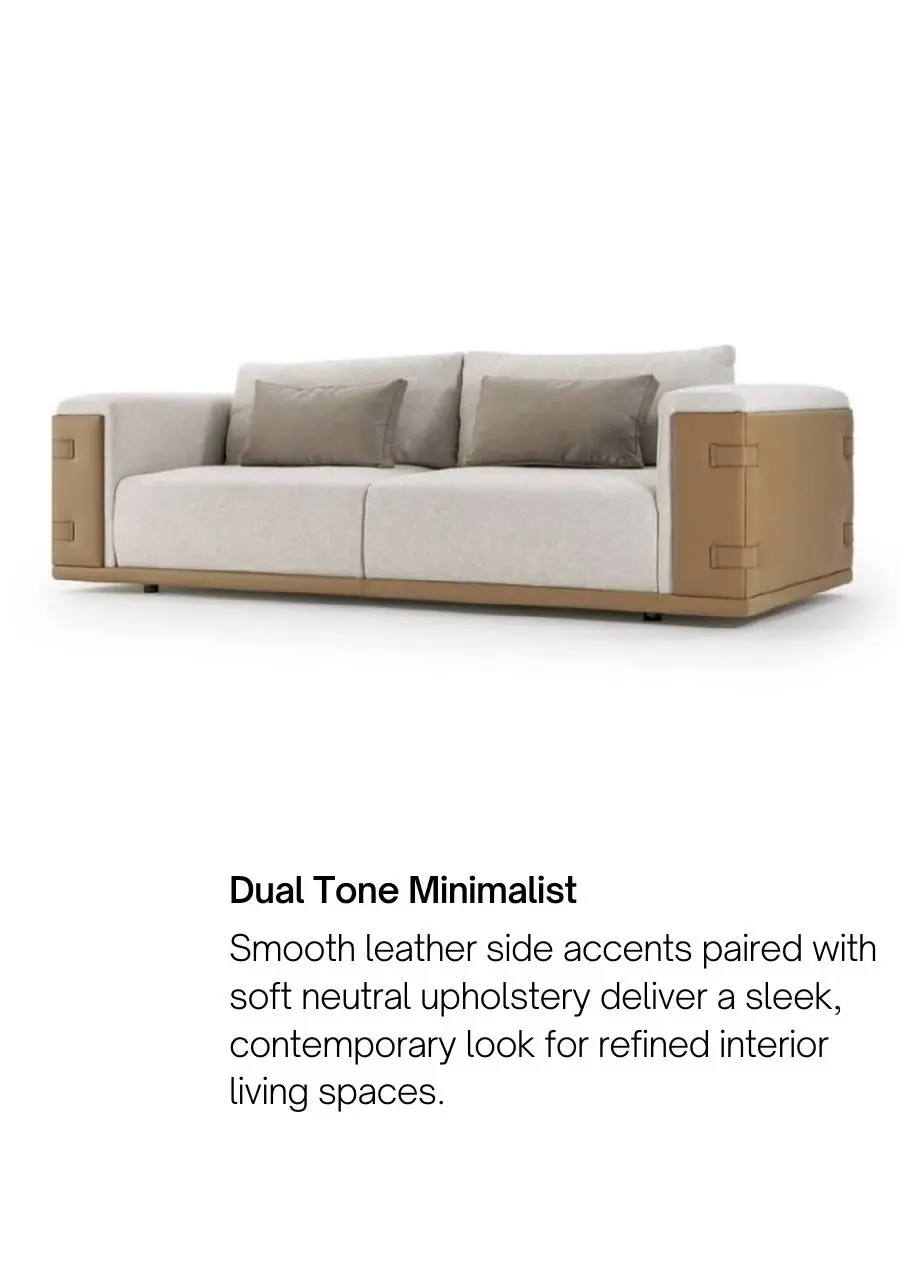 Dual Tone Minimalist
Smooth leather side accents paired with
soft neutral upholstery deliver a sleek,
contemporary look for refined interior
living spaces.